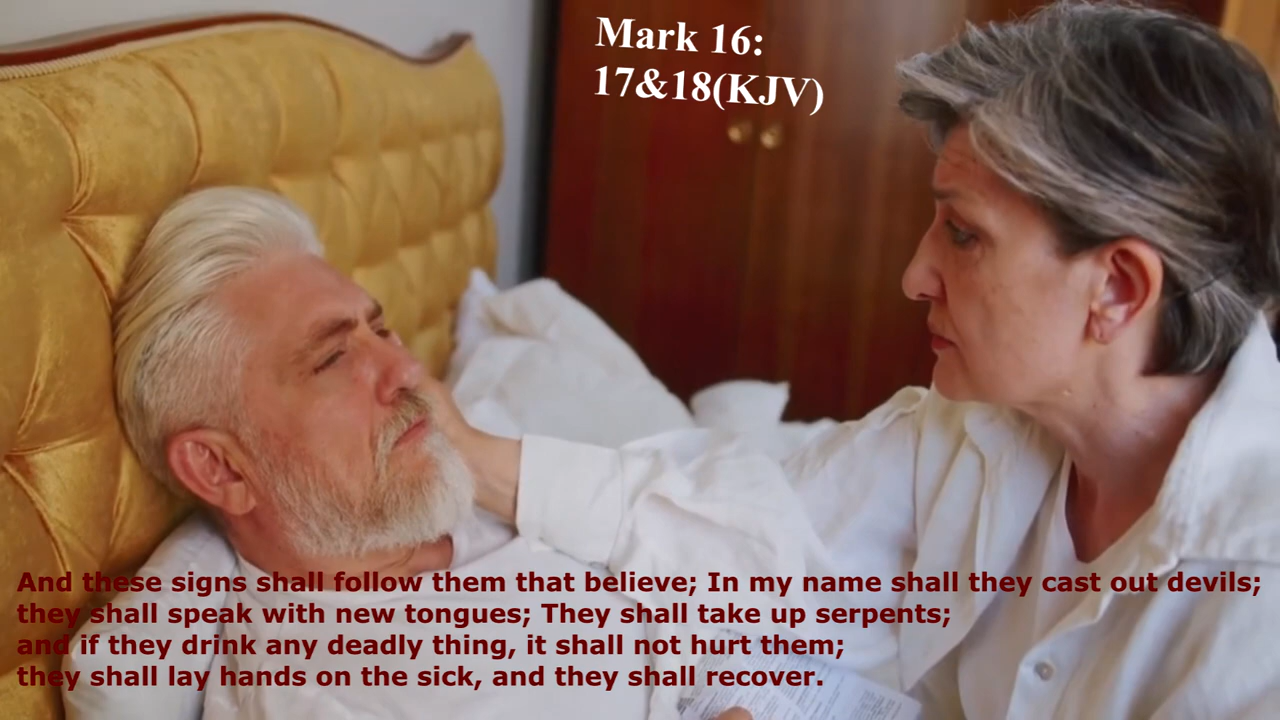 Mark 16:
17&18(KJV)
And these signs shall follow them that believe; In my name shall they cast out devils;
they shall speak with new tongues; They shall take up serpents;
and if they drink any deadly thing, it shall not hurt them;
they shall lay hands on the sick, and they shall recover.